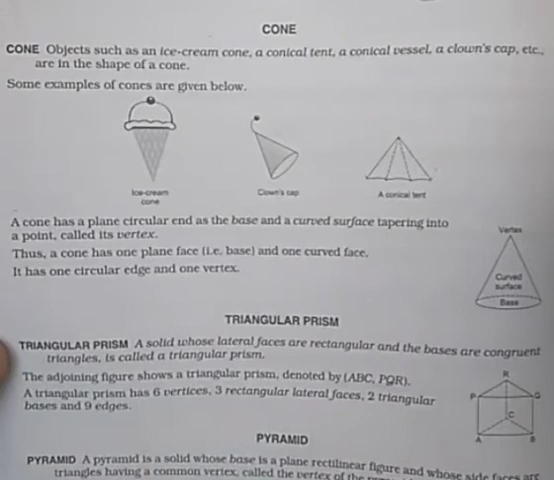 CONE
CONE Objects such as an ice-cream cone, a conical tent, a conical vessel, a clown's cap, etc.,
are in the shape of a cone.
Some examples of cones are given below.
Ice-cream
cone
Clown's cap
A conical tent
A cone has a plane circular end as the base and a curved surface tapering into
a point, called its vertex.
Thus, a cone has one plane face (i.e. base) and one curved face.
It has one circular edge and one vertex.
Vertex
Curved
surface
Base
TRIANGULAR PRISM
TRIANGULAR PRISM A solid whose lateral faces are rectangular and the bases are congruent
triangles, is called a triangular prism.
The adjoining figure shows a triangular prism, denoted by (ABC, PQR).
A triangular prism has 6 vertices, 3 rectangular lateral faces, 2 triangular
bases and 9 edges.
R
P Q
C
A B
PYRAMID
PYRAMID A pyramid is a solid whose base is a plane rectilinear figure and whose side faces are
triangles having a common vertex, called the vertex of the